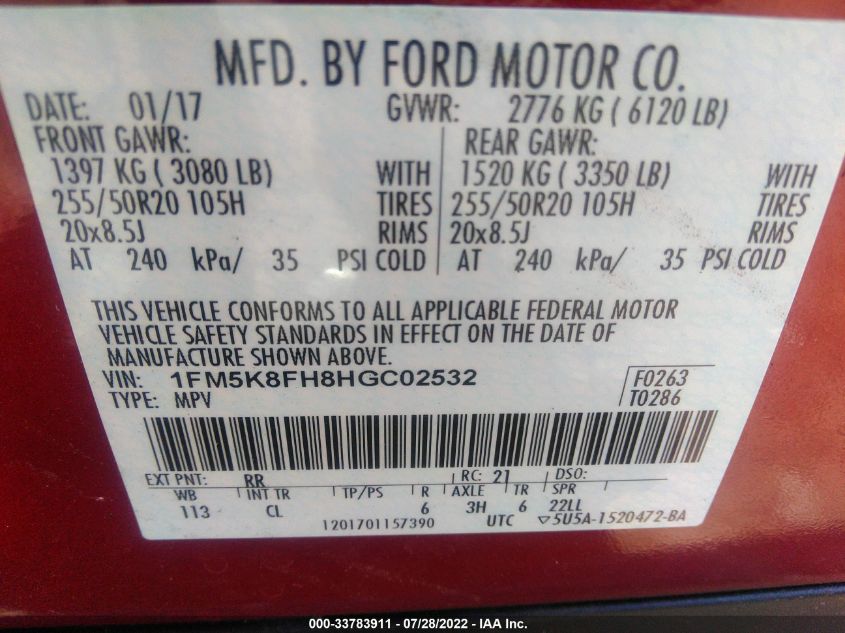 MFD. BY FORD MOTOR CO.
DATE: 01/17 GVWR: 2776 KG ( 6120 LB)
FRONT GAWR: REAR GAWR:
1397 KG ( 3080 LB) WITH 1520 KG ( 3350 LB) WITH
255/50R20 105H TIRES 255/50R20 105H TIRES
20x8.5J RIMS 20x8.5J RIMS
AT 240 kPa/ 35 PSI COLD AT 240 kPa/ 35 PSI COLD
THIS VEHICLE CONFORMS TO ALL APPLICABLE FEDERAL MOTOR
VEHICLE SAFETY STANDARDS IN EFFECT ON THE DATE OF
MANUFACTURE SHOWN ABOVE.
VIN: 1FM5K8FH8HGC02532 F0263
TYPE: MPV T0286
EXT PNT: RR RC: 21 DSO:
WB INT TR TP/PS R AXLE TR SPR
113 CL 6 3H 6 22LL
1201701157390 UTC ▽5U5A-1520472-BA
000-33783911 - 07/28/2022 - IAA Inc.